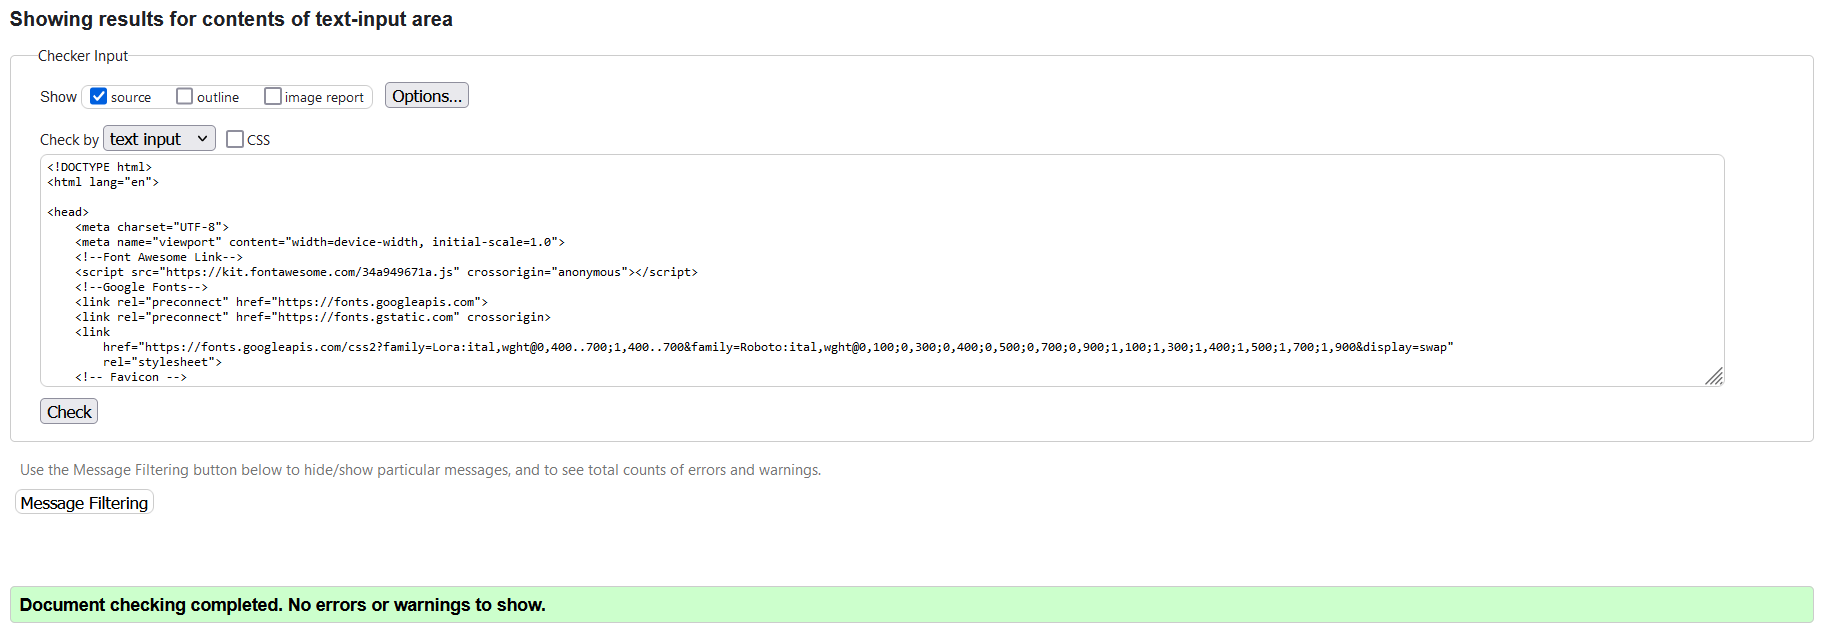 Showing results for contents of text-input area
Checker Input
Show source outline image report Options...
Check by text input CSS
<!DOCTYPE html>
<html lang="en">
<head>
<meta charset="UTF-8">
<meta name="viewport" content="width=device-width, initial-scale=1.0">
<!--Font Awesome Link-->
<script src="https://kit.fontawesome.com/34a949671a.js" crossorigin="anonymous"></script>
<!--Google Fonts-->
<link rel="preconnect" href="https://fonts.googleapis.com">
<link rel="preconnect" href="https://fonts.gstatic.com" crossorigin>
<link
href="https://fonts.googleapis.com/css2?family=Lora:ital,wght@0,400..700;1,400..700&family=Roboto:ital,wght@0,100;0,300;0,400;0,500;0,700;0,900;1,100;1,300;1,400;1,500;1,700;1,900&display=swap"
rel="stylesheet">
<!-- Favicon -->
Check
Use the Message Filtering button below to hide/show particular messages, and to see total counts of errors and warnings.
Message Filtering
Document checking completed. No errors or warnings to show.